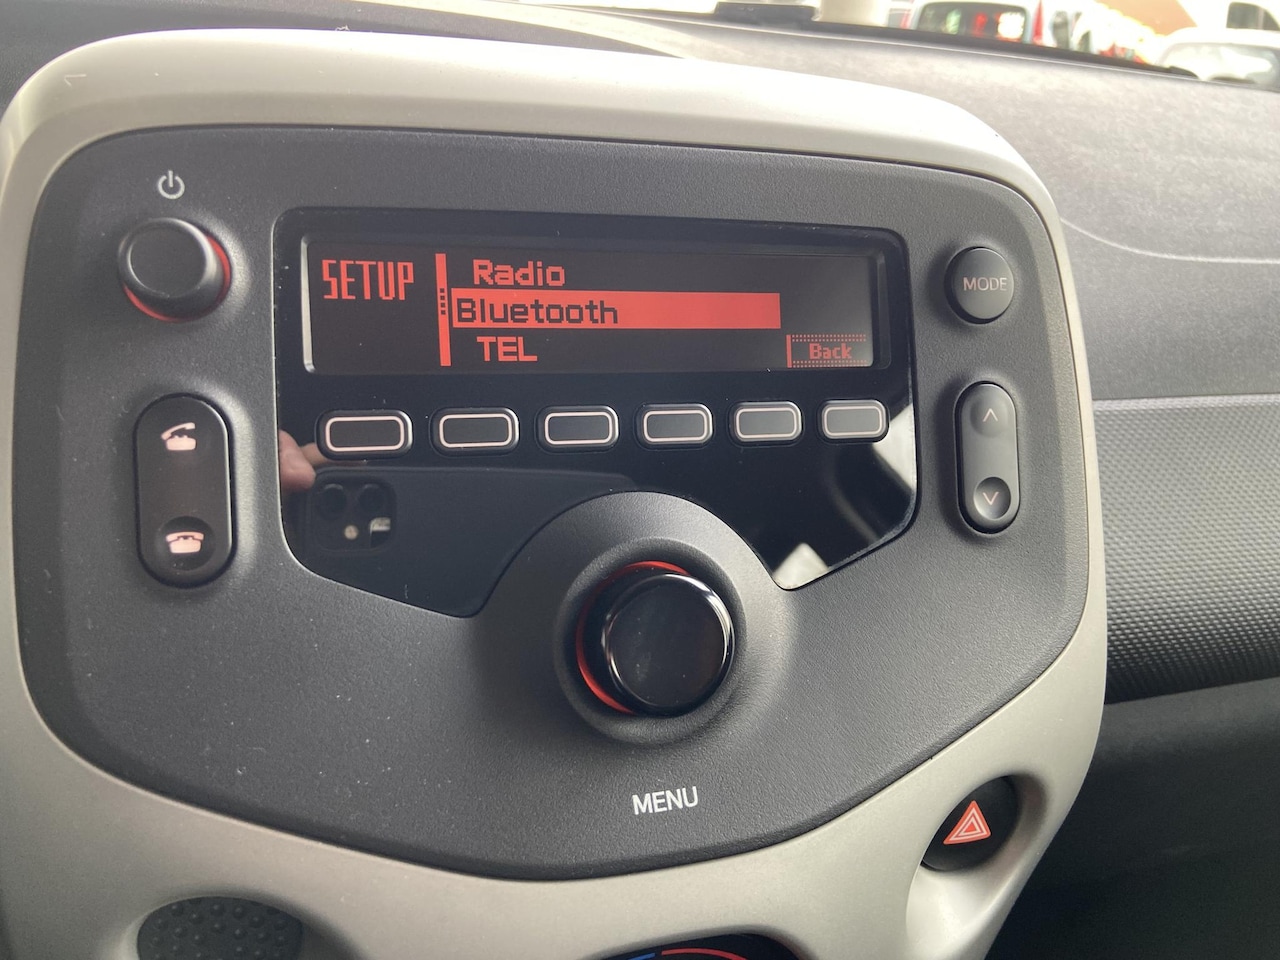 SETUP
Radio
Bluetooth
TEL
Back
MODE
MENU